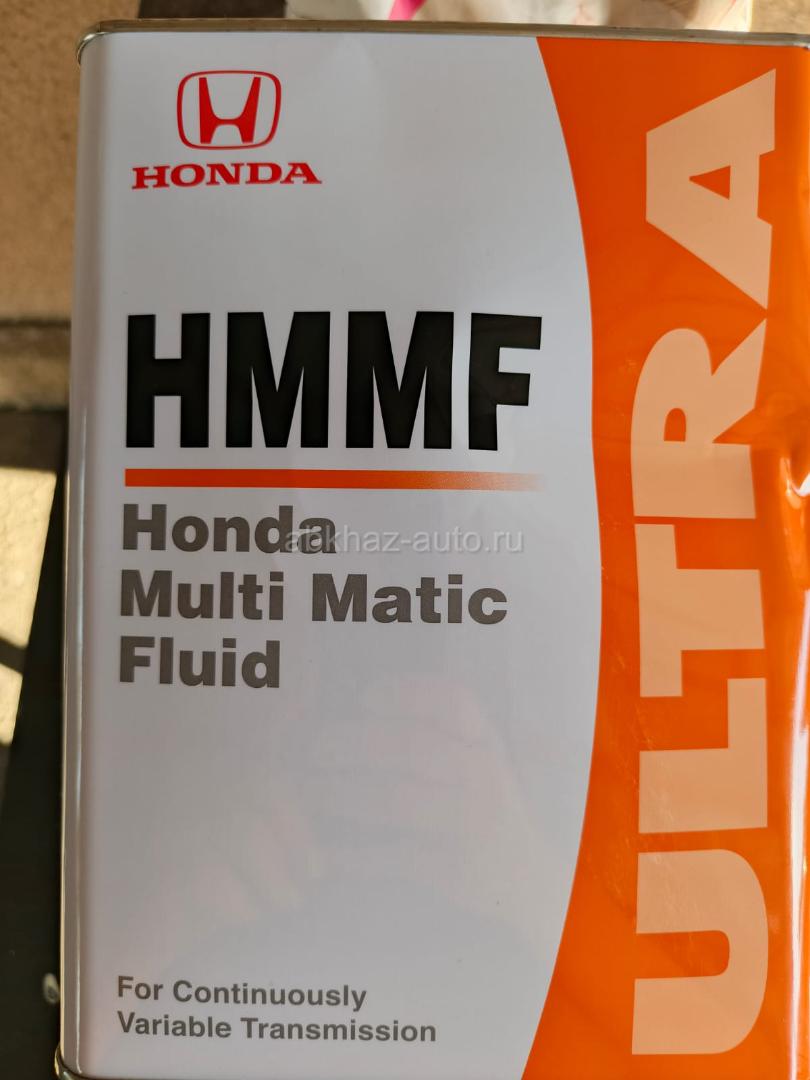 HONDA
HMMF
Honda
Multi Matic
Fluid
For Continuously
Variable Transmission
ULTRA
abkhaz-auto.ru